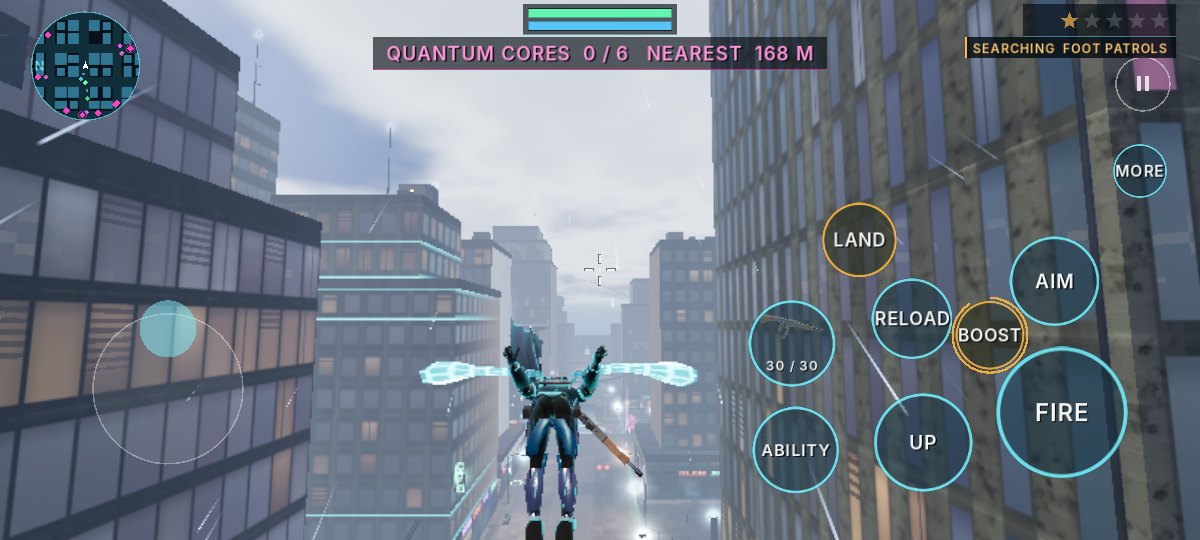 QUANTUM CORES 0 / 6 NEAREST 168 M
SEARCHING FOOT PATROLS
N
MORE
LAND
AIM
RELOAD
BOOST
30 / 30
FIRE
UP
ABILITY